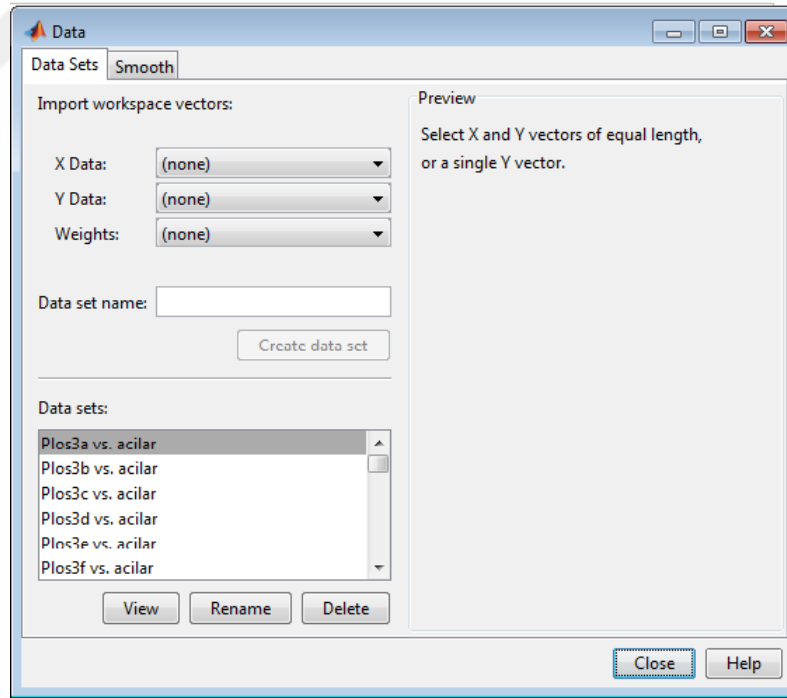 Data
Data Sets
Smooth
Import workspace vectors:
X Data:
(none)
Y Data:
(none)
Weights:
(none)
Data set name:
Create data set
Data sets:
Plos3a vs. acilar
Plos3b vs. acilar
Plos3c vs. acilar
Plos3d vs. acilar
Plos3e vs. acilar
Plos3f vs. acilar
View
Rename
Delete
Preview
Select X and Y vectors of equal length,
or a single Y vector.
Close
Help